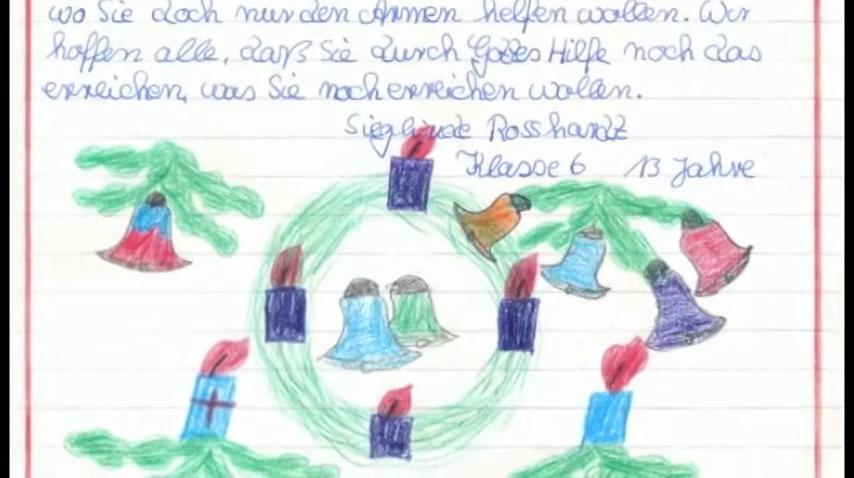 wo Sie doch nur den Armen helfen wollen. Wir
hoffen alle, daß Sie durch Gottes Hilfe noch das
erreichen, was Sie noch erreichen wollen.
Sieglinde Rosshardt
Klasse 6 13 Jahre